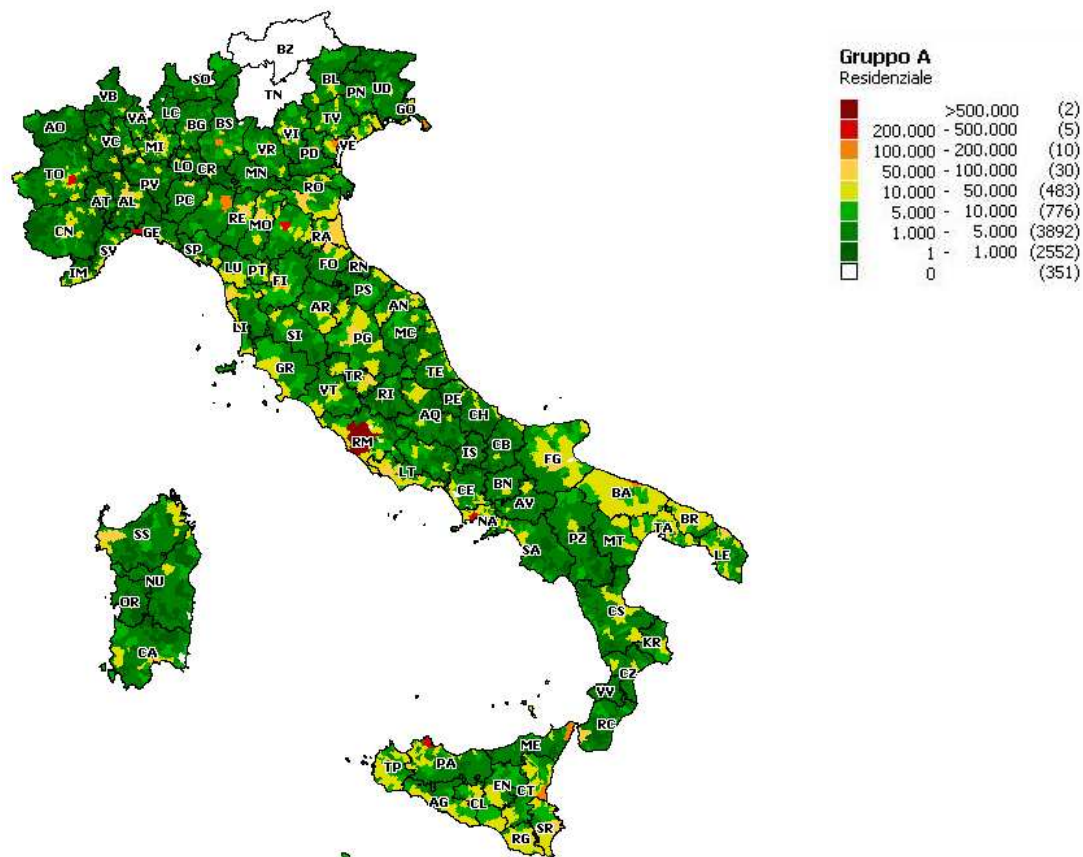 BZ
SO
BL
UD
PN
VB
TN
LC
GO
VA
TV
BG
BS
AO
VI
MI
VC
VE
VR
PD
LO
CR
MN
TO
PV
RO
PC
AT
AL
RE
MO
CN
GE
RA
SP
SV
FO
LU
PT
RN
IM
FI
PS
AR
AN
LI
SI
MC
PG
GR
TE
TR
VT
RI
PE
AQ
CH
RM
CB
IS
FG
LT
BN
CE
BA
AV
NA
BR
TA
SS
PZ
MT
SA
LE
NU
OR
CS
KR
CA
CZ
VV
RC
ME
TP
PA
EN
CT
AG
CL
SR
RG
Gruppo A
Residenziale
>500.000 (2)
200.000 - 500.000 (5)
100.000 - 200.000 (10)
50.000 - 100.000 (30)
10.000 - 50.000 (483)
5.000 - 10.000 (776)
1.000 - 5.000 (3892)
1 - 1.000 (2552)
0 (351)